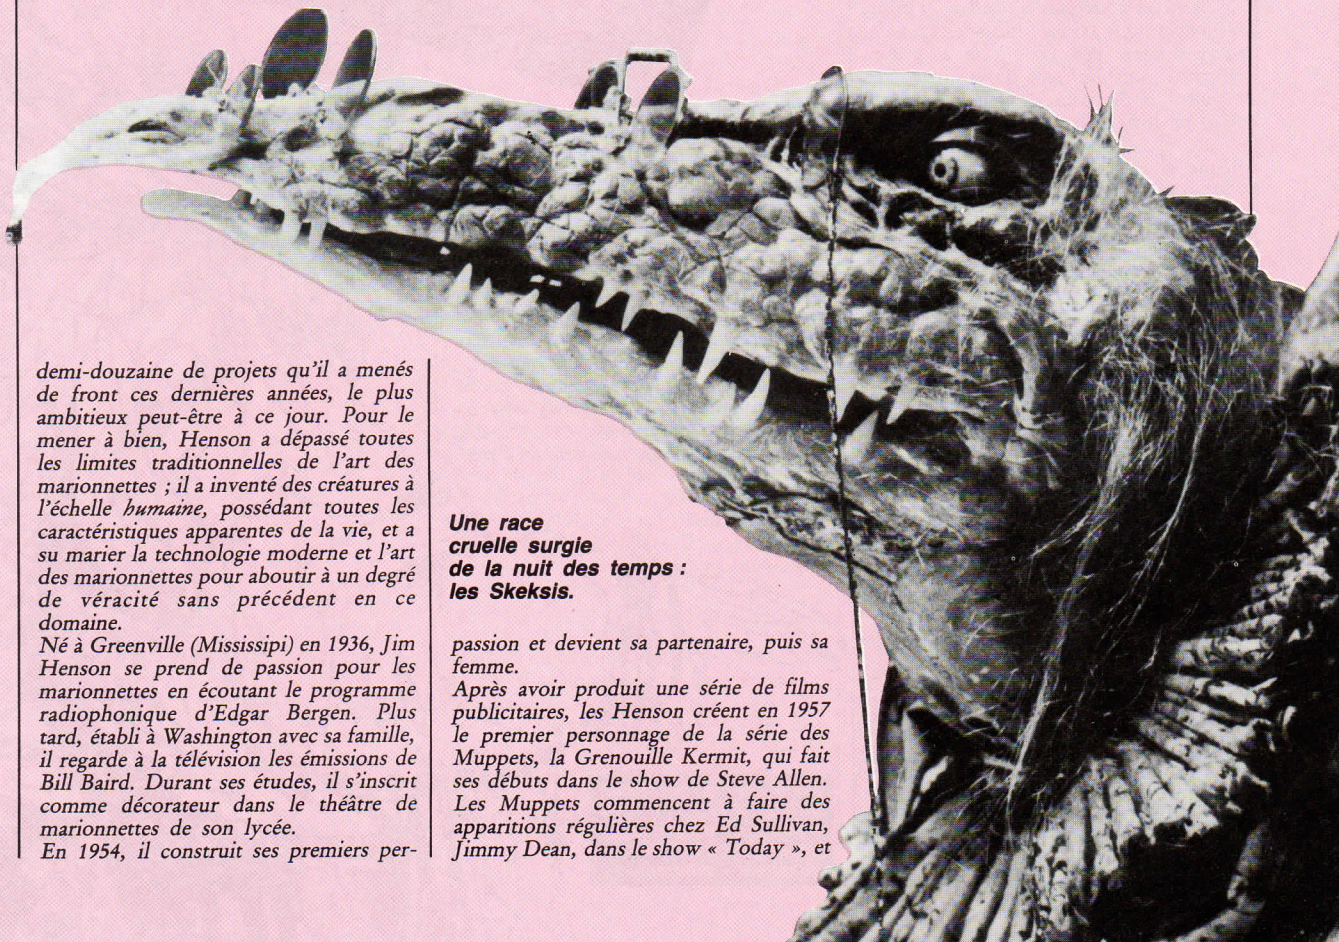 demi-douzaine de projets qu'il a menés
de front ces dernières années, le plus
ambitieux peut-être à ce jour. Pour le
mener à bien, Henson a dépassé toutes
les limites traditionnelles de l'art des
marionnettes ; il a inventé des créatures à
l'échelle humaine, possédant toutes les
caractéristiques apparentes de la vie, et a
su marier la technologie moderne et l'art
des marionnettes pour aboutir à un degré
de véracité sans précédent en ce
domaine.
Né à Greenville (Mississipi) en 1936, Jim
Henson se prend de passion pour les
marionnettes en écoutant le programme
radiophonique d'Edgar Bergen. Plus
tard, établi à Washington avec sa famille,
il regarde à la télévision les émissions de
Bill Baird. Durant ses études, il s'inscrit
comme décorateur dans le théâtre de
marionnettes de son lycée.
En 1954, il construit ses premiers per-
Une race
cruelle surgie
de la nuit des temps :
les Skeksis.
passion et devient sa partenaire, puis sa
femme.
Après avoir produit une série de films
publicitaires, les Henson créent en 1957
le premier personnage de la série des
Muppets, la Grenouille Kermit, qui fait
ses débuts dans le show de Steve Allen.
Les Muppets commencent à faire des
apparitions régulières chez Ed Sullivan,
Jimmy Dean, dans le show « Today », et